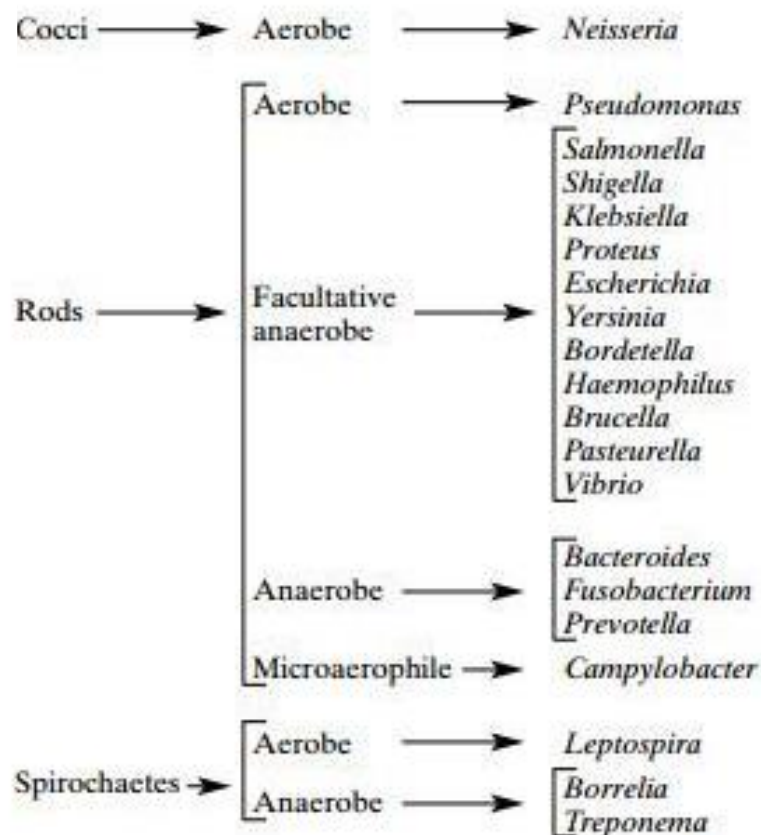 Cocci Aerobe Neisseria
Aerobe Pseudomonas
Salmonella
Shigella
Klebsiella
Proteus
Escherichia
Rods Facultative anaerobe Yersinia
Bordetella
Haemophilus
Brucella
Pasteurella
Vibrio
Bacteroides
Anaerobe Fusobacterium
Prevotella
Microaerophile Campylobacter
Aerobe Leptospira
Spirochaetes
Anaerobe Borrelia
Treponema